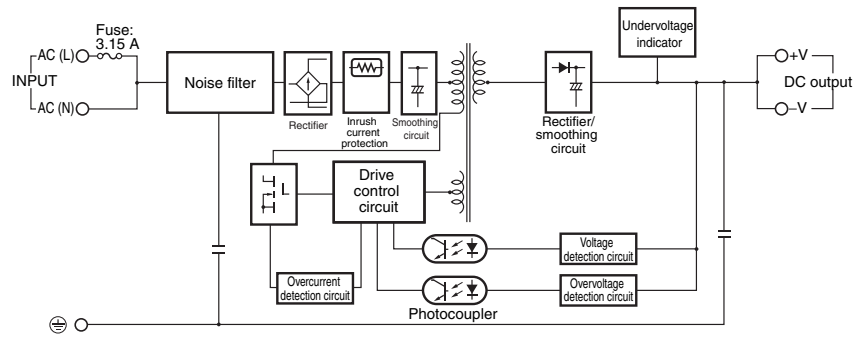 Fuse:
3.15 A
AC (L)
INPUT
AC (N)
Noise filter
Rectifier
Inrush
current
protection
Smoothing
circuit
Rectifier/
smoothing
circuit
Undervoltage
indicator
+V
DC output
–V
Drive
control
circuit
Overcurrent
detection circuit
Voltage
detection circuit
Overvoltage
detection circuit
Photocoupler